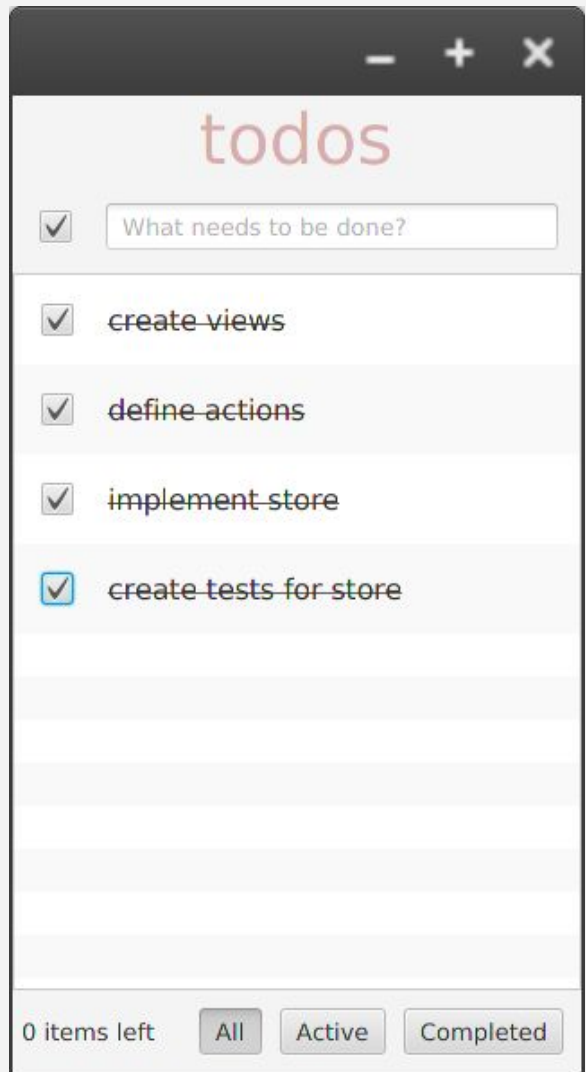 todos
What needs to be done?
create views
define actions
implement store
create tests for store
0 items left All Active Completed